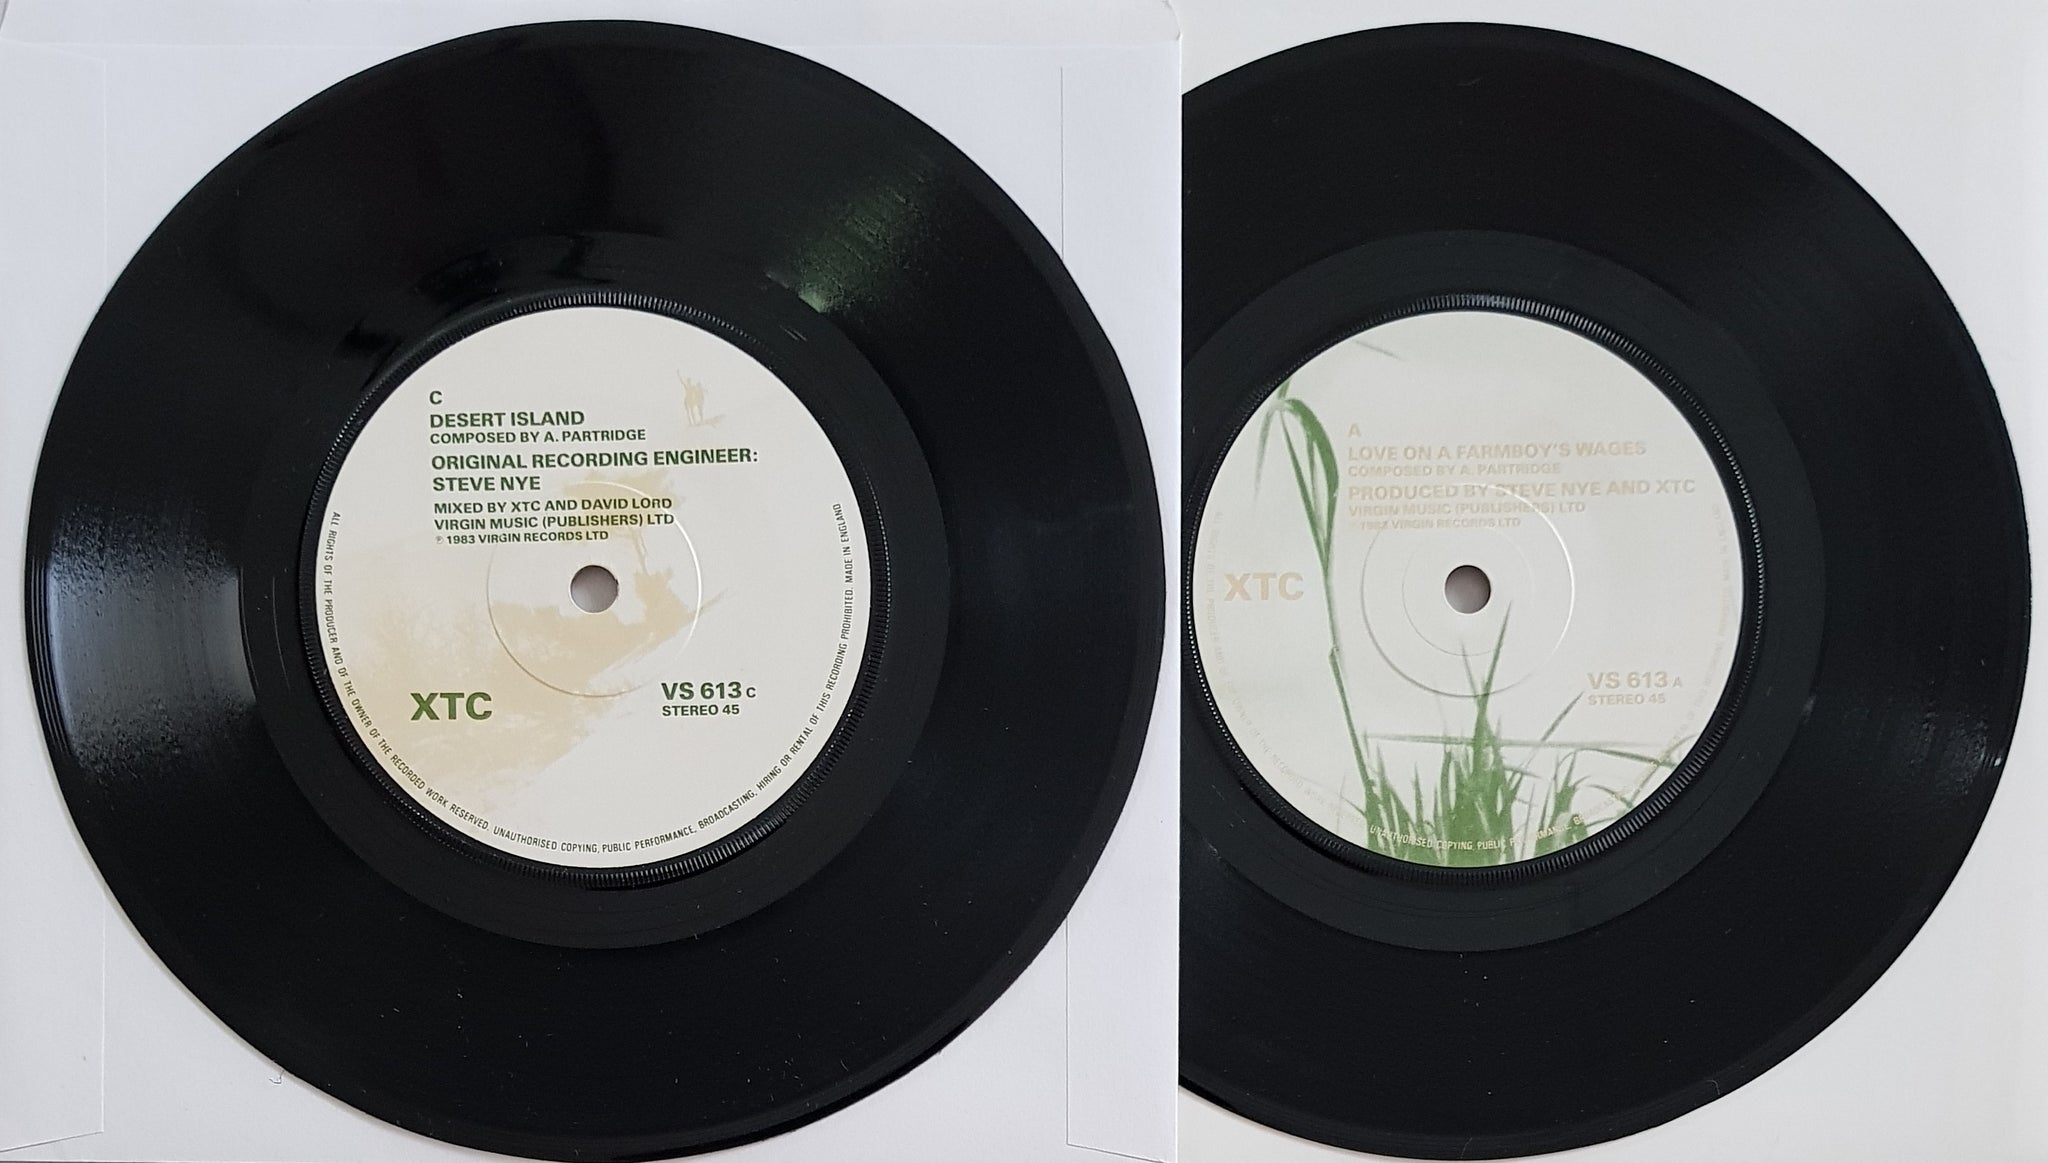 C
DESERT ISLAND
COMPOSED BY A. PARTRIDGE
ORIGINAL RECORDING ENGINEER:
STEVE NYE
MIXED BY XTC AND DAVID LORD
VIRGIN MUSIC (PUBLISHERS) LTD
℗ 1983 VIRGIN RECORDS LTD
XTC
VS 613 C
STEREO 45
ALL RIGHTS OF THE PRODUCER AND OF THE OWNER OF THE RECORDED WORK RESERVED. UNAUTHORISED COPYING, PUBLIC PERFORMANCE, BROADCASTING, HIRING OR RENTAL OF THIS RECORDING PROHIBITED. MADE IN ENGLAND
A
LOVE ON A FARMBOY'S WAGES
COMPOSED BY A. PARTRIDGE
PRODUCED BY STEVE NYE AND XTC
VIRGIN MUSIC (PUBLISHERS) LTD
VIRGIN RECORDS LTD
XTC
VS 613 A
STEREO 45
UNAUTHORISED COPYING, PUBLIC